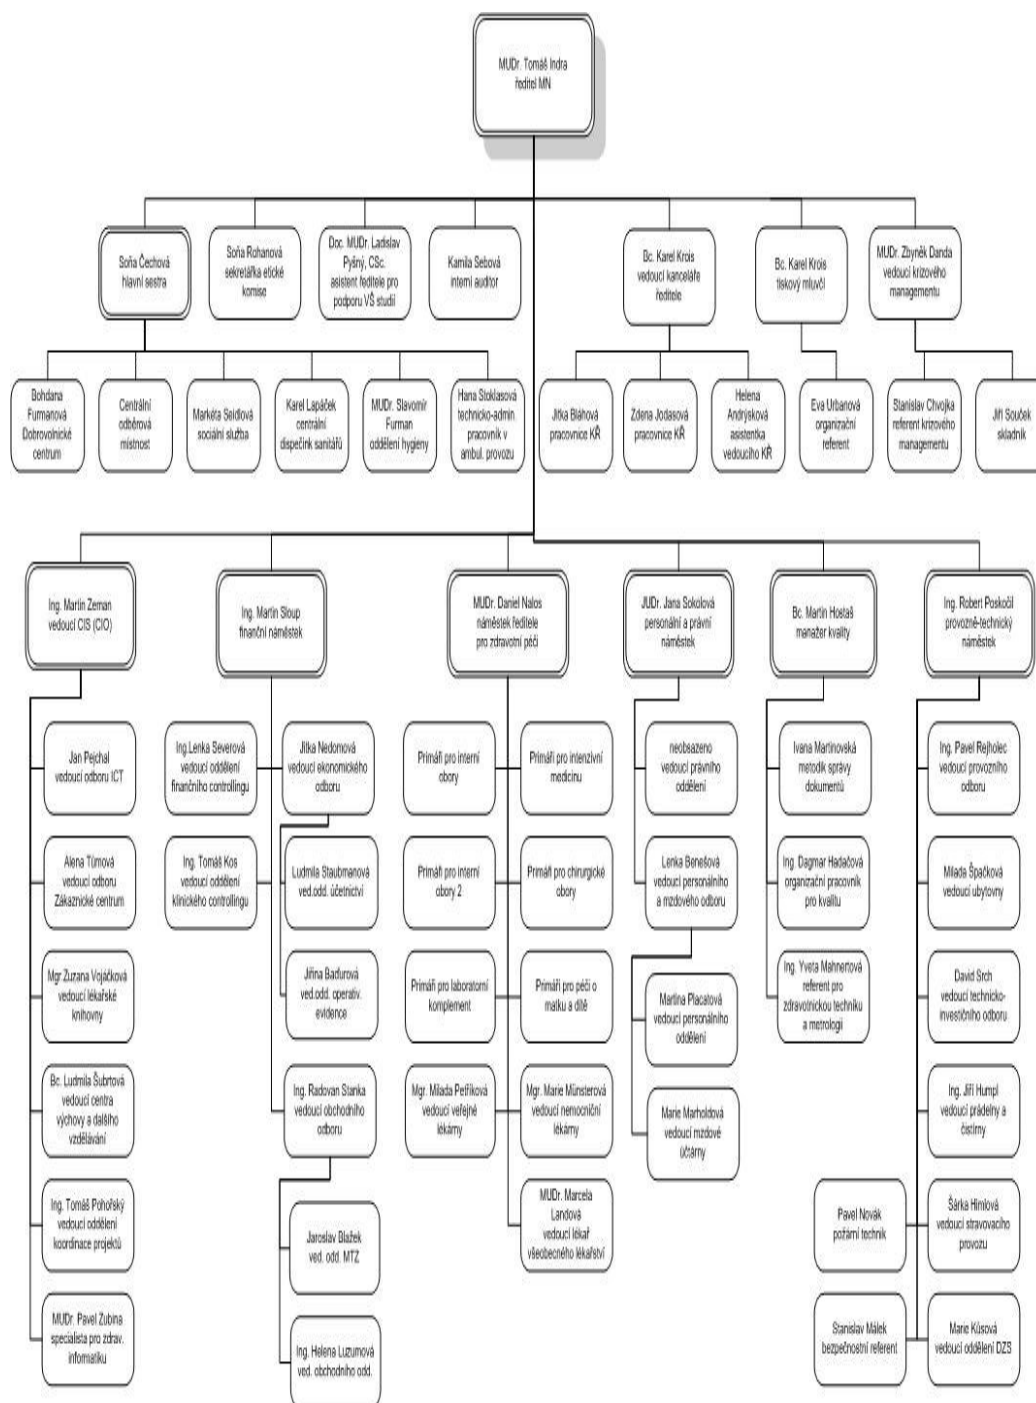 MUDr. Tomáš Indra
ředitel MN
Soňa Čechová
hlavní sestra
Soňa Rohanová
sekretářka etické
komise
Doc. MUDr. Ladislav
Pyšný, CSc.
asistent ředitele pro
podporu VŠ studií
Kamila Sebová
interní auditor
Bc. Karel Krois
vedoucí kanceláře
ředitele
Bc. Karel Krois
tiskový mluvčí
MUDr. Zbyněk Danda
vedoucí krizového
managementu
Bohdana
Furmanová
Dobrovolnické
centrum
Centrální
odběrová
místnost
Markéta Seidlová
sociální služba
Karel Lapáček
centrální
dispečink sanitářů
MUDr. Slavomír
Furman
oddělení hygieny
Hana Stoklasová
technicko-admin.
pracovník v
ambul. provozu
Jitka Bláhová
pracovnice KŘ
Zdena Jodasová
pracovnice KŘ
Helena
Andrýsková
asistentka
vedoucího KŘ
Eva Urbanová
organizační
referent
Stanislav Chvojka
referent krizového
managementu
Jiří Souček
skladník
Ing. Martin Zeman
vedoucí CIS (CIO)
Ing. Martin Sloup
finanční náměstek
MUDr. Daniel Nalos
náměstek ředitele
pro zdravotní péči
JUDr. Jana Sokolová
personální a právní
náměstek
Bc. Martin Hostaš
manažer kvality
Ing. Robert Poskočil
provozně-technický
náměstek
Jan Pejchal
vedoucí odboru ICT
Ing.Lenka Severová
vedoucí oddělení
finančního controllingu
Jitka Nedomová
vedoucí ekonomického
odboru
Primáři pro interní
obory
Primáři pro intenzivní
medicínu
neobsazeno
vedoucí právního
oddělení
Ivana Martinovská
metodik správy
dokumentů
Ing. Pavel Rejholec
vedoucí provozního
odboru
Alena Tůmová
vedoucí odboru
Zákaznické centrum
Ing. Tomáš Kos
vedoucí oddělení
klinického controllingu
Ludmila Staubmanová
ved.odd. účetnictví
Primáři pro interní
obory 2
Primáři pro chirurgické
obory
Lenka Benešová
vedoucí personálního
a mzdového odboru
Ing. Dagmar Hadačová
organizační pracovník
pro kvalitu
Milada Špačková
vedoucí ubytovny
Mgr Zuzana Vojáčková
vedoucí lékařské
knihovny
Jiřina Baďurova
ved.odd. operativ.
evidence
Primáři pro laboratorní
komplement
Primáři pro péči o
matku a dítě
Martina Placatová
vedoucí personálního
oddělení
Ing. Yveta Mahnertová
referent pro
zdravotnickou techniku
a metrologii
David Srch
vedoucí technicko-
investičního odboru
Bc. Ludmila Šubrtová
vedoucí centra
výchovy a dalšího
vzdělávání
Ing. Radovan Stanka
vedoucí obchodního
odboru
Mgr. Milada Petříková
vedoucí veřejné
lékárny
Mgr. Marie Münsterová
vedoucí nemocniční
lékárny
Marie Marholdová
vedoucí mzdové
účtárny
Ing. Jiří Humpl
vedoucí prádelny a
čistírny
Ing. Tomáš Pohořský
vedoucí oddělení
koordinace projektů
Jaroslav Blažek
ved. odd. MTZ
MUDr. Marcela
Landová
vedoucí lékař
všeobecného lékařství
Pavel Novák
požární technik
Šárka Himlová
vedoucí stravovacího
provozu
MUDr. Pavel Zubina
specialista pro zdrav.
informatiku
Ing. Helena Luzumová
ved. obchodního odd.
Stanislav Málek
bezpečnostní referent
Marie Kůsová
vedoucí oddělení DZS